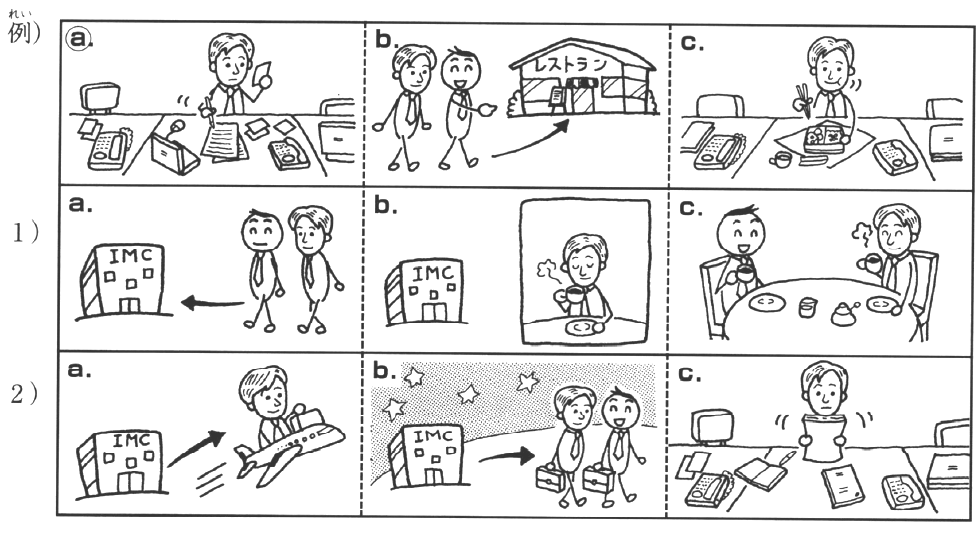 れい
例)
a. b. c.
レストラン
1)
a. b. c.
IMC IMC
2)
a. b. c.
IMC IMC